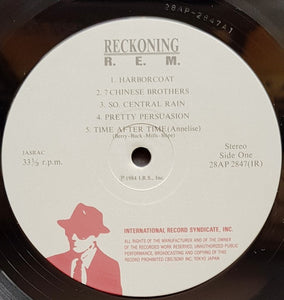 28AP-2847A1
RECKONING
R. E. M.
1. HARBORCOAT
2. 7 CHINESE BROTHERS
3. SO. CENTRAL RAIN
4. PRETTY PERSUASION
5. TIME AFTER TIME (Annelise)
(Berry · Buck · Mills · Stipe)
JASRAC
33⅓ r.p.m.
Ⓟ 1984 I.R.S., Inc.
Stereo
Side One
28AP 2847(IR)
INTERNATIONAL RECORD SYNDICATE, INC.
ALL RIGHTS OF THE MANUFACTURER AND OF THE OWNER
OF THE RECORDED WORK RESERVED. UNAUTHORIZED PUBLIC
PERFORMANCE, BROADCASTING AND COPYING OF THIS
RECORD PROHIBITED CBS/SONY INC. TOKYO JAPAN